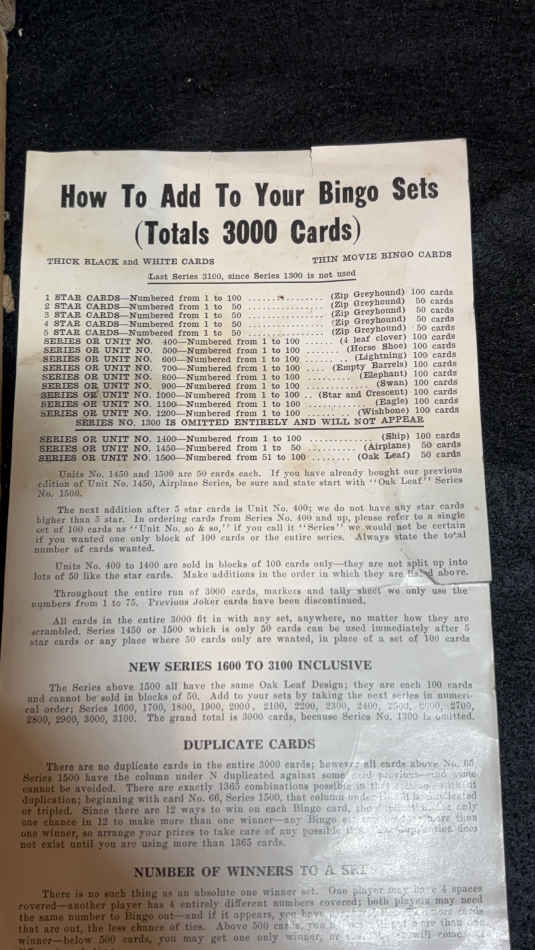 How To Add To Your Bingo Sets
(Totals 3000 Cards)
THICK BLACK and WHITE CARDS THIN MOVIE BINGO CARDS
Last Series 3100, since Series 1300 is not used
1 STAR CARDS—Numbered from 1 to 100 ................ (Zip Greyhound) 100 cards
2 STAR CARDS—Numbered from 1 to 50 ................ (Zip Greyhound) 50 cards
3 STAR CARDS—Numbered from 1 to 50 ................ (Zip Greyhound) 50 cards
4 STAR CARDS—Numbered from 1 to 50 ................ (Zip Greyhound) 50 cards
5 STAR CARDS—Numbered from 1 to 50 ................ (Zip Greyhound) 50 cards
SERIES OR UNIT NO. 400—Numbered from 1 to 100 ...... (4 leaf clover) 100 cards
SERIES OR UNIT NO. 500—Numbered from 1 to 100 ........ (Horse Shoe) 100 cards
SERIES OR UNIT NO. 600—Numbered from 1 to 100 .......... (Lightning) 100 cards
SERIES OR UNIT NO. 700—Numbered from 1 to 100 .... (Empty Barrels) 100 cards
SERIES OR UNIT NO. 800—Numbered from 1 to 100 ........... (Elephant) 100 cards
SERIES OR UNIT NO. 900—Numbered from 1 to 100 .............. (Swan) 100 cards
SERIES OR UNIT NO. 1000—Numbered from 1 to 100 .. (Star and Crescent) 100 cards
SERIES OR UNIT NO. 1100—Numbered from 1 to 100 .............. (Eagle) 100 cards
SERIES OR UNIT NO. 1200—Numbered from 1 to 100 .......... (Wishbone) 100 cards
SERIES NO. 1300 IS OMITTED ENTIRELY AND WILL NOT APPEAR
SERIES OR UNIT NO. 1400—Numbered from 1 to 100 ............... (Ship) 100 cards
SERIES OR UNIT NO. 1450—Numbered from 1 to 50 ........... (Airplane) 50 cards
SERIES OR UNIT NO. 1500—Numbered from 51 to 100 ......... (Oak Leaf) 50 cards
Units No. 1450 and 1500 are 50 cards each. If you have already bought our previous
edition of Unit No. 1450, Airplane Series, be sure and state start with "Oak Leaf" Series
No. 1500.
The next addition after 5 star cards is Unit No. 400; we do not have any star cards
higher than 5 star. In ordering cards from Series No. 400 and up, please refer to a single
set of 100 cards as "Unit No. so & so," if you call it "Series" we would not be certain
if you wanted one only block of 100 cards or the entire series. Always state the total
number of cards wanted.
Units No. 400 to 1400 are sold in blocks of 100 cards only—they are not split up into
lots of 50 like the star cards. Make additions in the order in which they are listed above.
Throughout the entire run of 3000 cards, markers and tally sheet we only use the
numbers from 1 to 75. Previous Joker cards have been discontinued.
All cards in the entire 3000 fit in with any set, anywhere, no matter how they are
scrambled. Series 1450 or 1500 which is only 50 cards can be used immediately after 5
star cards or any place where 50 cards only are wanted, in place of a set of 100 cards
NEW SERIES 1600 TO 3100 INCLUSIVE
The Series above 1500 all have the same Oak Leaf Design; they are each 100 cards
and cannot be sold in blocks of 50. Add to your sets by taking the next series in numeri-
cal order; Series 1600, 1700, 1800, 1900, 2000, 2100, 2200, 2300, 2400, 2500, 2600, 2700,
2800, 2900, 3000, 3100. The grand total is 3000 cards, because Series No. 1300 is omitted.
DUPLICATE CARDS
There are no duplicate cards in the entire 3000 cards; however all cards above No. 65
Series 1500 have the column under N duplicated against some card previous—and some
cannot be avoided. There are exactly 1365 combinations possible in
duplication; beginning with card No. 66, Series 1500, that column under is duplicated
or tripled. Since there are 12 ways to win on each Bingo card, only
one chance in 12 to make more than one winner—any Bingo more than
one winner, so arrange your prizes to take care of any possible does
not exist until you are using more than 1365 cards.
NUMBER OF WINNERS TO A SET
There is no such thing as an absolute one winner set. One player may have 4 spaces
covered—another player has 4 entirely different numbers covered; both players may need
the same number to Bingo out—and if it appears, you have more cards
that are out, the less chance of ties. Above 500 cards, you more than one
winner—below 500 cards, you may get only one winner, or